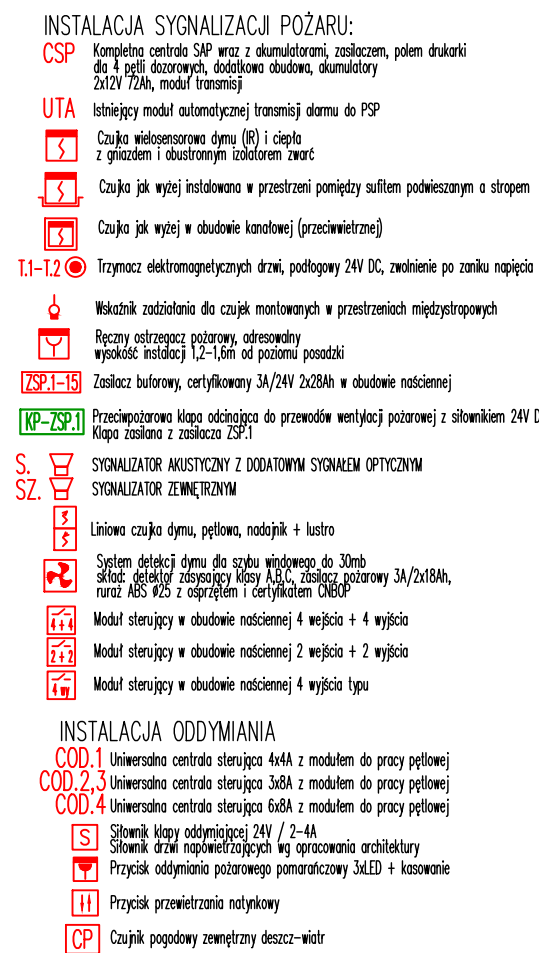 INSTALACJA SYGNALIZACJI POŻARU:
CSP Kompletna centrala SAP wraz z akumulatorami, zasilaczem, polem drukarki
dla 4 pętli dozorowych, dodatkowa obudowa, akumulatory
2x12V 72Ah, moduł transmisji
UTA Istniejący moduł automatycznej transmisji alarmu do PSP
Czujka wielosensorowa dymu (IR) i ciepła
z gniazdem i obustronnym izolatorem zwarć
Czujka jak wyżej instalowana w przestrzeni pomiędzy sufitem podwieszanym a stropem
Czujka jak wyżej w obudowie kanałowej (przeciwwietrznej)
T.1-T.2 Trzymacz elektromagnetycznych drzwi, podłogowy 24V DC, zwolnienie po zaniku napięcia
Wskaźnik zadziałania dla czujek montowanych w przestrzeniach międzystropowych
Ręczny ostrzegacz pożarowy, adresowalny
wysokość instalacji 1,2-1,6m od poziomu posadzki
ZSP.1-15 Zasilacz buforowy, certyfikowany 3A/24V 2x28Ah w obudowie naściennej
KP-ZSP.1 Przeciwpożarowa klapa odcinająca do przewodów wentylacji pożarowej z siłownikiem 24V D
Klapa zasilana z zasilacza ZSP.1
S. SYGNALIZATOR AKUSTYCZNY Z DODATOWYM SYGNAŁEM OPTYCZNYM
SZ. SYGNALIZATOR ZEWNĘTRZNYM
Liniowa czujka dymu, pętlowa, nadajnik + lustro
System detekcji dymu dla szybu windowego do 30mb
skład: detektor zasysający klasy A,B,C, zasilacz pożarowy 3A/2x18Ah,
ruraż ABS Ø25 z osprzętem i certyfikatem CNBOP
4+4 Moduł sterujący w obudowie naściennej 4 wejścia + 4 wyjścia
2+2 Moduł sterujący w obudowie naściennej 2 wejścia + 2 wyjścia
4 wy Moduł sterujący w obudowie naściennej 4 wyjścia typu
INSTALACJA ODDYMIANIA
COD.1 Uniwersalna centrala sterująca 4x4A z modułem do pracy pętlowej
COD.2,3 Uniwersalna centrala sterująca 3x8A z modułem do pracy pętlowej
COD.4 Uniwersalna centrala sterująca 6x8A z modułem do pracy pętlowej
S Siłownik klapy oddymiającej 24V / 2-4A
Siłownik drzwi napowietrzających wg opracowania architektury
Przycisk oddymiania pożarowego pomarańczowy 3xLED + kasowanie
Przycisk przewietrzania natynkowy
CP Czujnik pogodowy zewnętrzny deszcz-wiatr